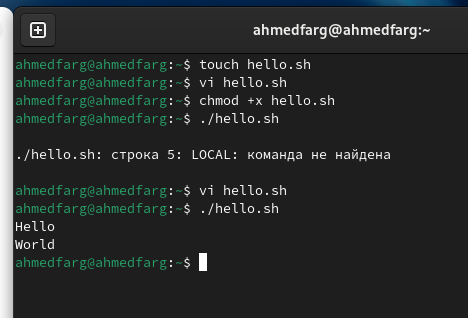 ahmedfarg@ahmedfarg:~
ahmedfarg@ahmedfarg:~$ touch hello.sh
ahmedfarg@ahmedfarg:~$ vi hello.sh
ahmedfarg@ahmedfarg:~$ chmod +x hello.sh
ahmedfarg@ahmedfarg:~$ ./hello.sh
./hello.sh: строка 5: LOCAL: команда не найдена
ahmedfarg@ahmedfarg:~$ vi hello.sh
ahmedfarg@ahmedfarg:~$ ./hello.sh
Hello
World
ahmedfarg@ahmedfarg:~$